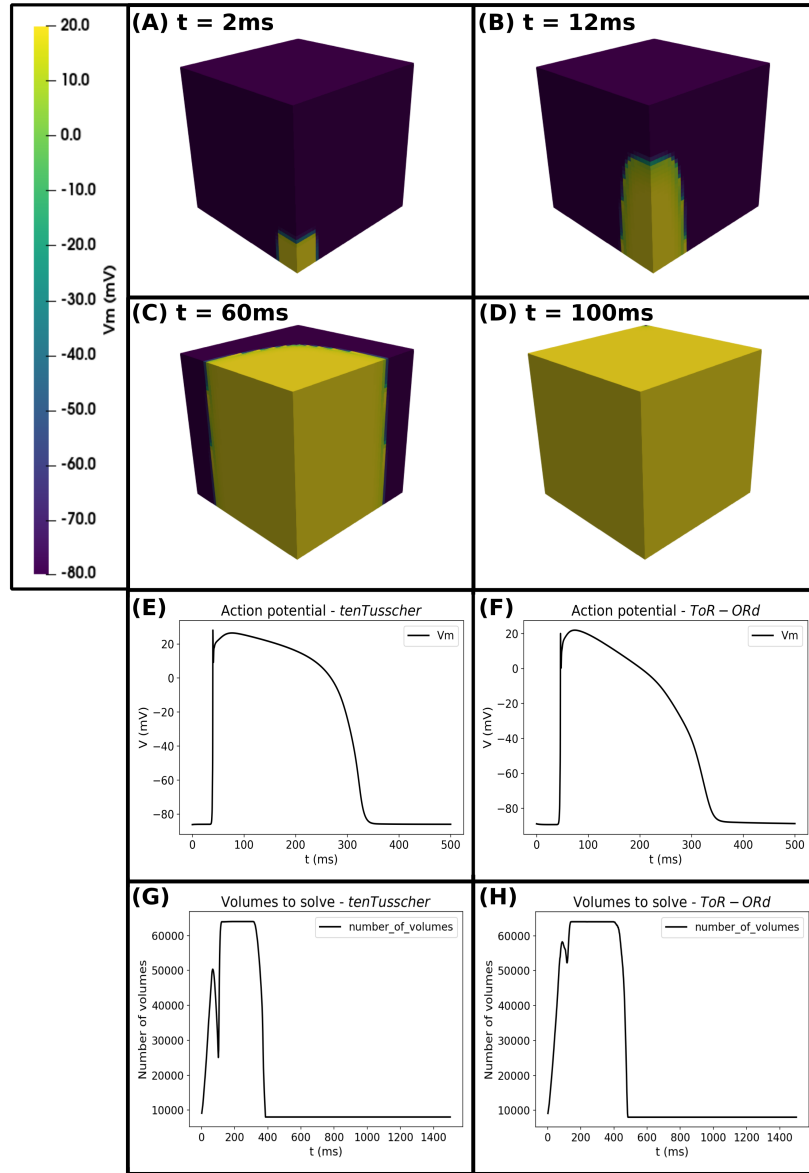 (A) t = 2ms
(B) t = 12ms
20.0
10.0
0.0
-10.0
-20.0
-30.0
-40.0
-50.0
-60.0
-70.0
-80.0
Vm (mV)
(C) t = 60ms
(D) t = 100ms
(E)
Action potential - tenTusscher
Vm
20
0
−20
−40
−60
−80
V (mV)
0 100 200 300 400 500
t (ms)
(F)
Action potential - ToR − ORd
Vm
20
0
−20
−40
−60
−80
V (mV)
0 100 200 300 400 500
t (ms)
(G)
Volumes to solve - tenTusscher
number_of_volumes
60000
50000
40000
30000
20000
10000
Number of volumes
0 200 400 600 800 1000 1200 1400
t (ms)
(H)
Volumes to solve - ToR − ORd
number_of_volumes
60000
50000
40000
30000
20000
10000
Number of volumes
0 200 400 600 800 1000 1200 1400
t (ms)